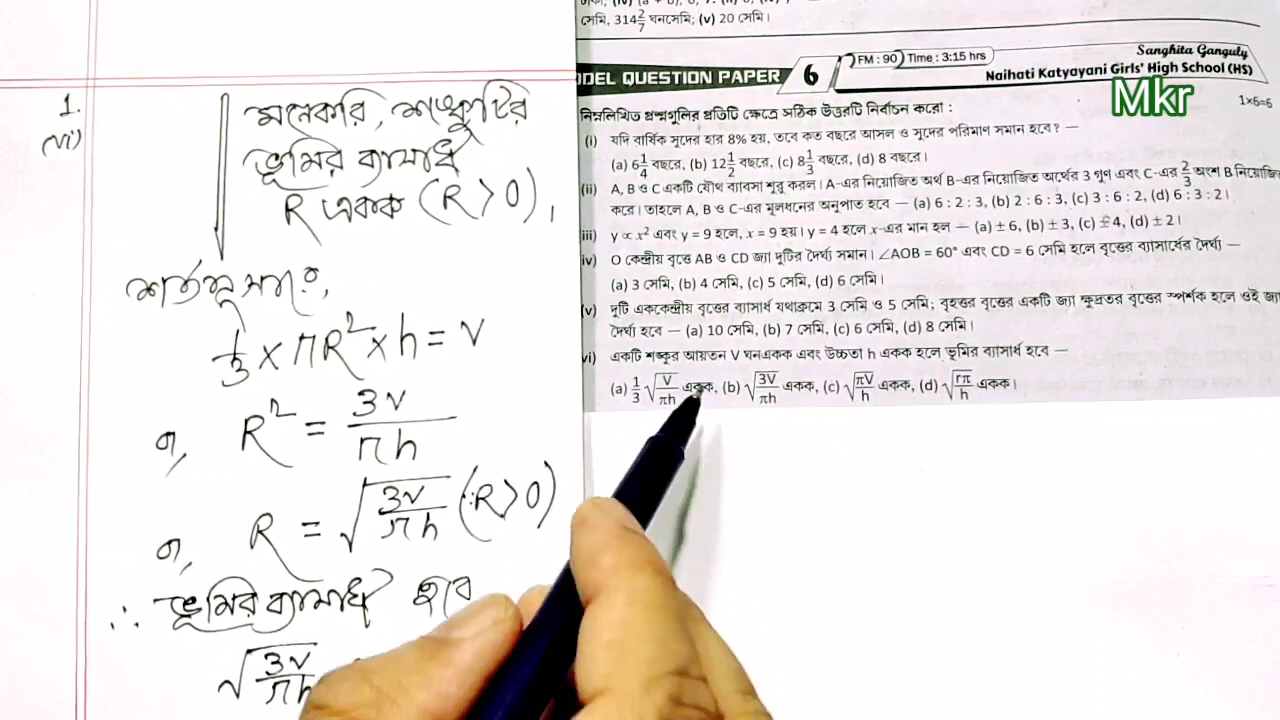 সেমি, 314 2/7 ঘনসেমি; (v) 20 সেমি।
DEL QUESTION PAPER 6 FM : 90 Time : 3:15 hrs
Sanghita Ganguly
Naihati Katyayani Girls' High School (HS)
Mkr
নিম্নলিখিত প্রশ্নগুলির প্রতিটি ক্ষেত্রে সঠিক উত্তরটি নির্বাচন করো : 1×6=6
(i) যদি বার্ষিক সুদের হার 8% হয়, তবে কত বছরে আসল ও সুদের পরিমাণ সমান হবে? —
(a) 6 1/4 বছরে, (b) 12 1/2 বছরে, (c) 8 1/3 বছরে, (d) 8 বছরে।
(ii) A, B ও C একটি যৌথ ব্যাবসা শুরু করল। A-এর নিয়োজিত অর্থ B-এর নিয়োজিত অর্থের 3 গুণ এবং C-এর 2/3 অংশ B নিয়োজিত
করে। তাহলে A, B ও C-এর মূলধনের অনুপাত হবে — (a) 6 : 2 : 3, (b) 2 : 6 : 3, (c) 3 : 6 : 2, (d) 6 : 3 : 2।
iii) y ∝ x² এবং y = 9 হলে, x = 9 হয়। y = 4 হলে x-এর মান হল — (a) ± 6, (b) ± 3, (c) ± 4, (d) ± 2।
iv) O কেন্দ্রীয় বৃত্তে AB ও CD জ্যা দুটির দৈর্ঘ্য সমান। ∠AOB = 60° এবং CD = 6 সেমি হলে বৃত্তের ব্যাসার্ধের দৈর্ঘ্য —
(a) 3 সেমি, (b) 4 সেমি, (c) 5 সেমি, (d) 6 সেমি।
(v) দুটি এককেন্দ্রীয় বৃত্তের ব্যাসার্ধ যথাক্রমে 3 সেমি ও 5 সেমি; বৃহত্তর বৃত্তের একটি জ্যা ক্ষুদ্রতর বৃত্তের স্পর্শক হলে ওই
দৈর্ঘ্য হবে — (a) 10 সেমি, (b) 7 সেমি, (c) 6 সেমি, (d) 8 সেমি।
vi) একটি শঙ্কুর আয়তন V ঘনএকক এবং উচ্চতা h একক হলে ভূমির ব্যাসার্ধ হবে —
(a) 1/3 √(V/πh) একক, (b) √(3V/πh) একক, (c) √(πV/h) একক, (d) √(rπ/h) একক।
1.
(vi)
মনেকরি, শঙ্কুটির
ভূমির ব্যাসার্ধ
R একক (R > 0)।
শর্তানুসারে,
1/3 × πR² × h = V
বা, R² = 3V/πh
বা, R = √(3V/πh) (∵R > 0)
∴ ভূমির ব্যাসার্ধ হবে
√(3V/πh)